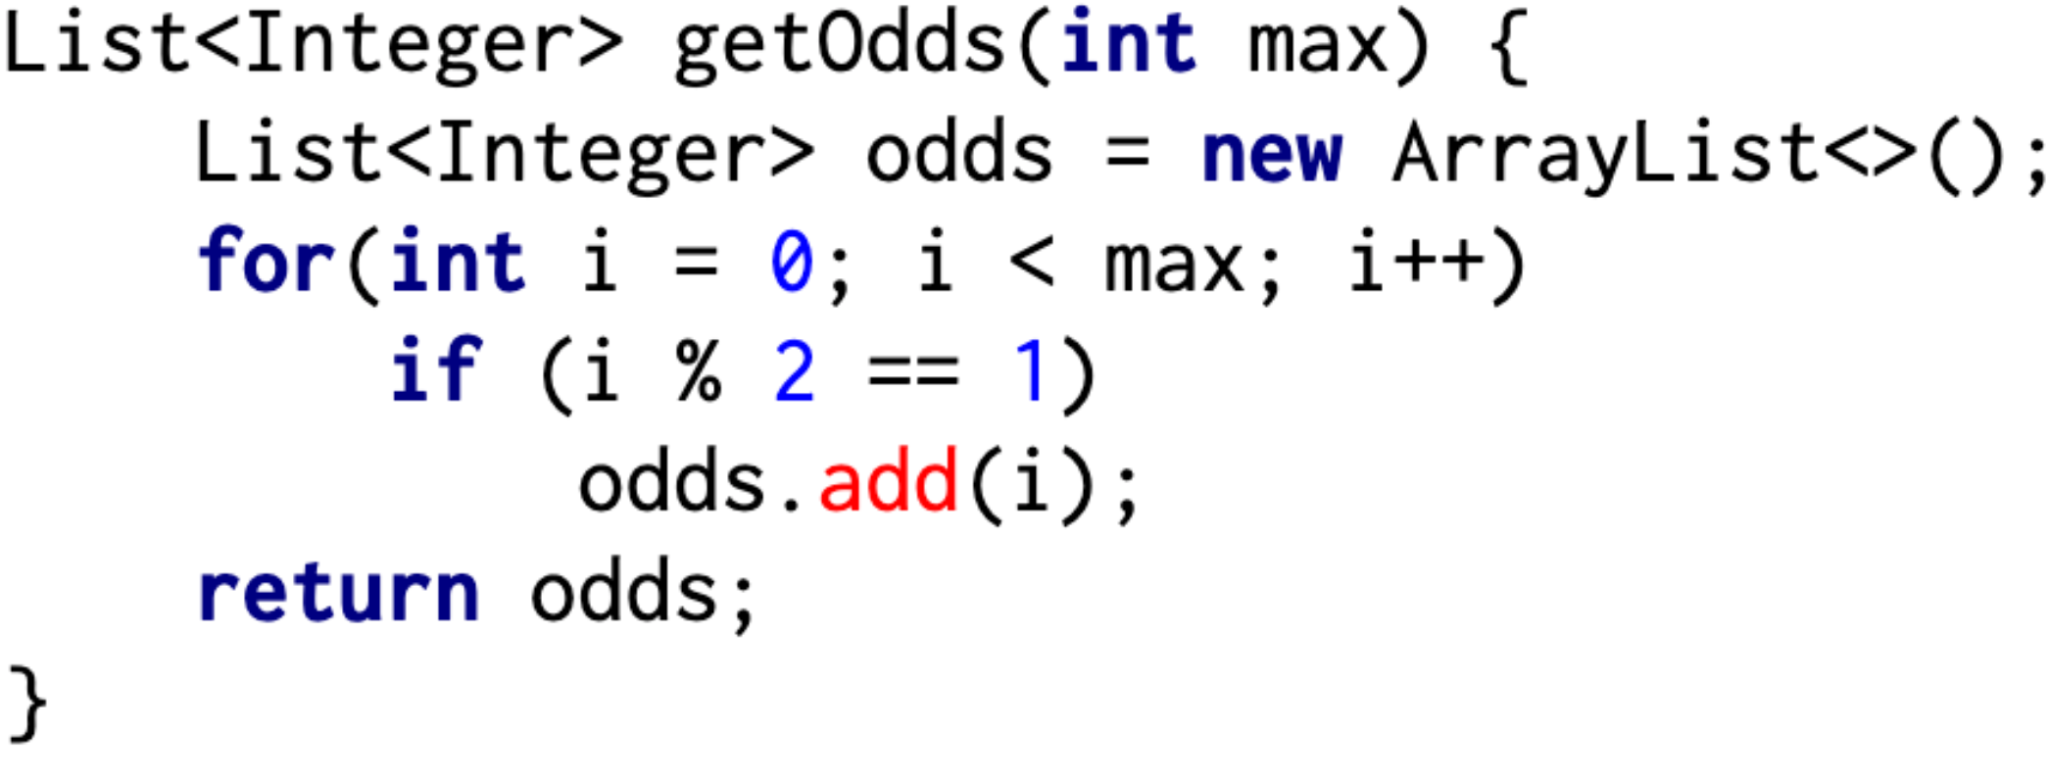 List<Integer> getOdds(int max) {
    List<Integer> odds = new ArrayList<>();
    for(int i = 0; i < max; i++)
        if (i % 2 == 1)
            odds.add(i);
    return odds;
}